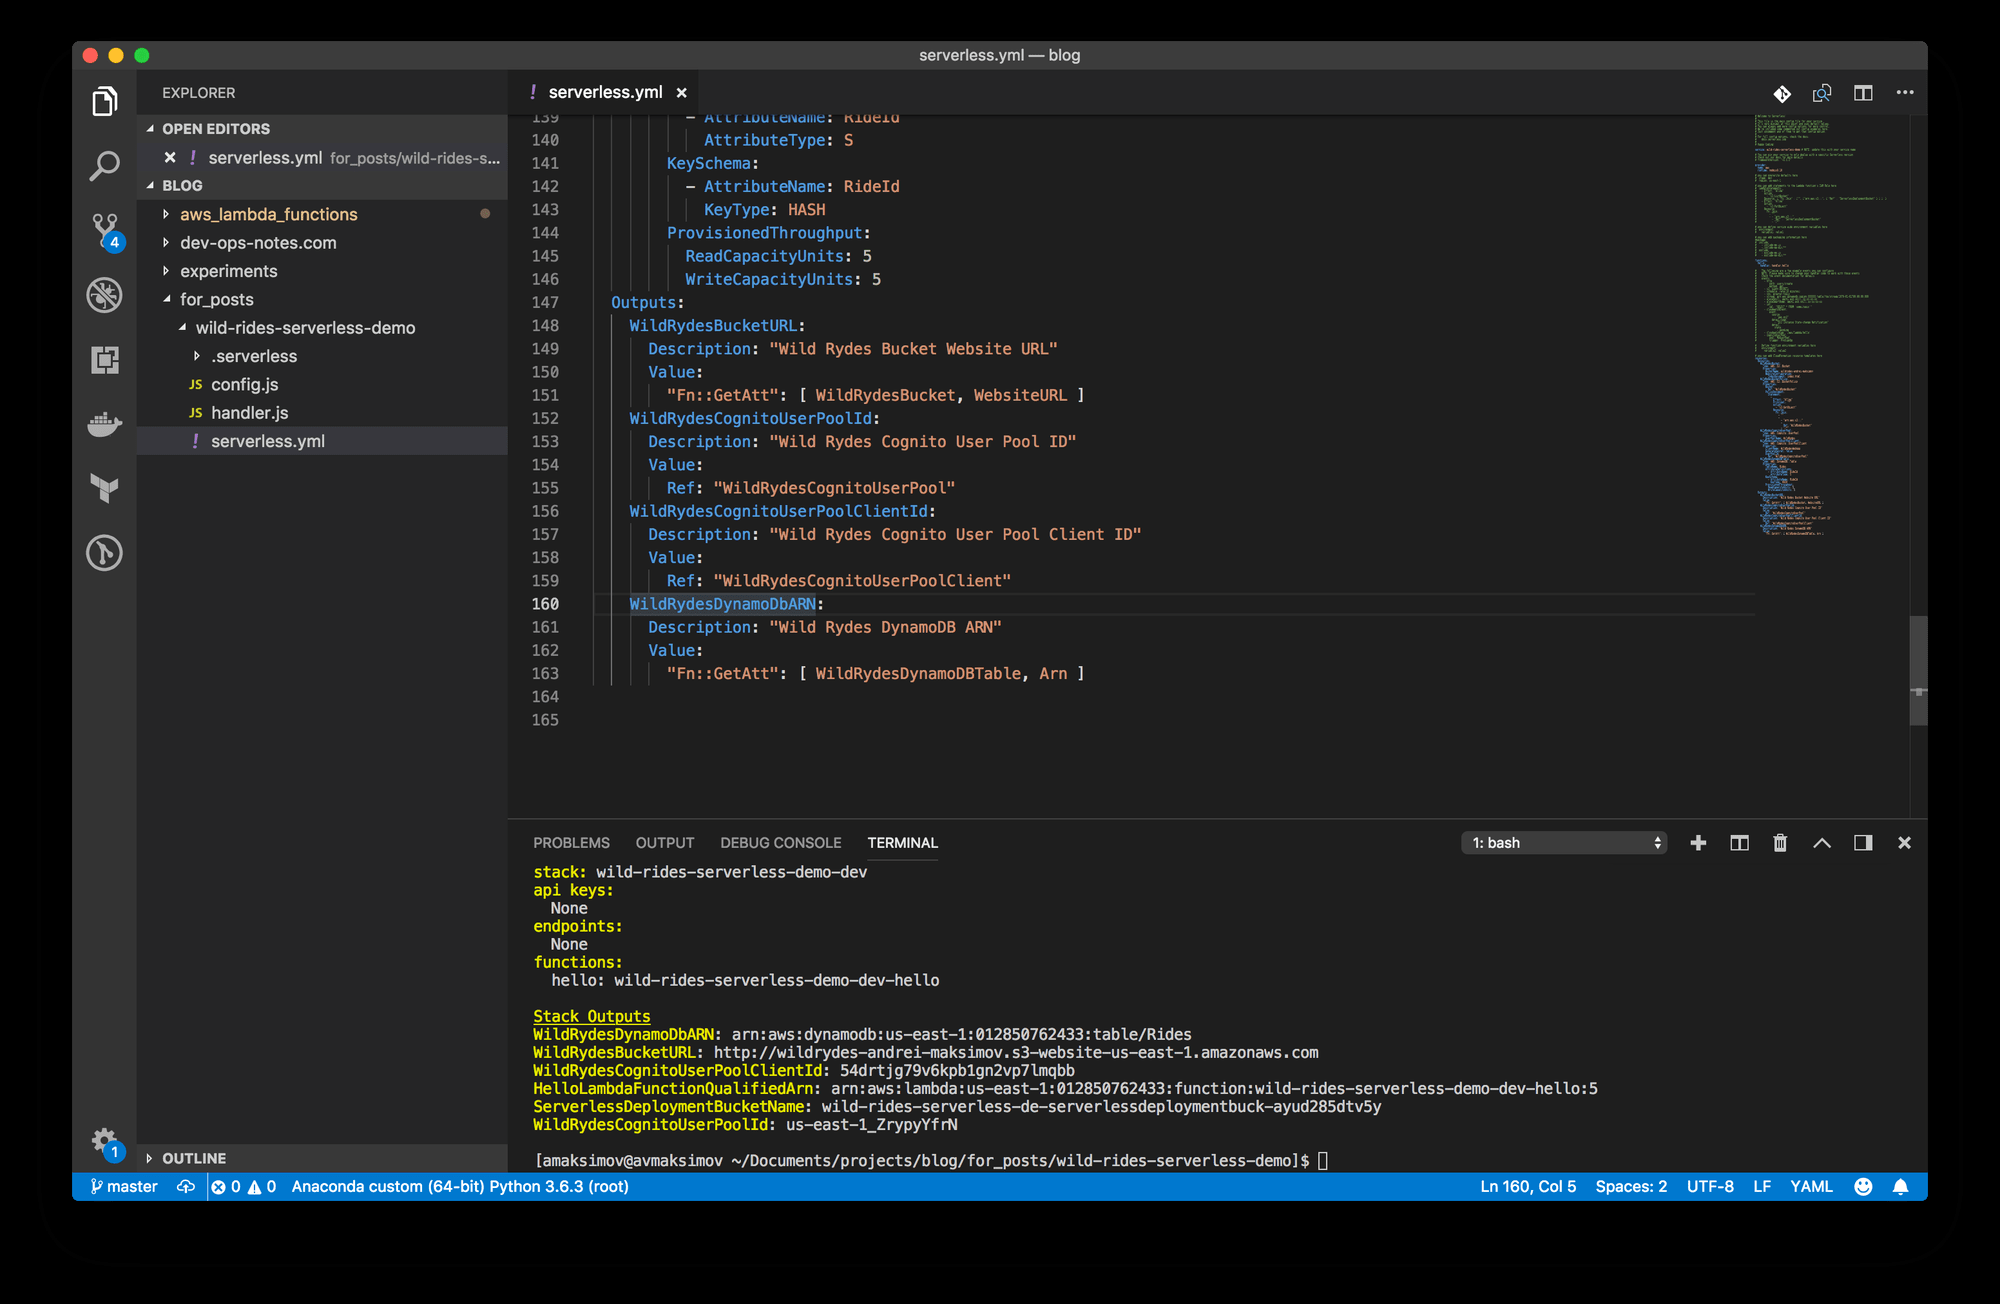 serverless.yml — blog
EXPLORER
OPEN EDITORS
serverless.yml for_posts/wild-rides-s...
BLOG
aws_lambda_functions
dev-ops-notes.com
experiments
for_posts
wild-rides-serverless-demo
.serverless
JS config.js
JS handler.js
! serverless.yml
OUTLINE
4
1
! serverless.yml
139 - AttributeName: RideId
140 AttributeType: S
141 KeySchema:
142 - AttributeName: RideId
143 KeyType: HASH
144 ProvisionedThroughput:
145 ReadCapacityUnits: 5
146 WriteCapacityUnits: 5
147 Outputs:
148 WildRydesBucketURL:
149 Description: "Wild Rydes Bucket Website URL"
150 Value:
151 "Fn::GetAtt": [ WildRydesBucket, WebsiteURL ]
152 WildRydesCognitoUserPoolId:
153 Description: "Wild Rydes Cognito User Pool ID"
154 Value:
155 Ref: "WildRydesCognitoUserPool"
156 WildRydesCognitoUserPoolClientId:
157 Description: "Wild Rydes Cognito User Pool Client ID"
158 Value:
159 Ref: "WildRydesCognitoUserPoolClient"
160 WildRydesDynamoDbARN:
161 Description: "Wild Rydes DynamoDB ARN"
162 Value:
163 "Fn::GetAtt": [ WildRydesDynamoDBTable, Arn ]
164
165
PROBLEMS OUTPUT DEBUG CONSOLE TERMINAL 1: bash
stack: wild-rides-serverless-demo-dev
api keys:
None
endpoints:
None
functions:
hello: wild-rides-serverless-demo-dev-hello
Stack Outputs
WildRydesDynamoDbARN: arn:aws:dynamodb:us-east-1:012850762433:table/Rides
WildRydesBucketURL: http://wildrydes-andrei-maksimov.s3-website-us-east-1.amazonaws.com
WildRydesCognitoUserPoolClientId: 54drtjg79v6kpb1gn2vp7lmqbb
HelloLambdaFunctionQualifiedArn: arn:aws:lambda:us-east-1:012850762433:function:wild-rides-serverless-demo-dev-hello:5
ServerlessDeploymentBucketName: wild-rides-serverless-de-serverlessdeploymentbuck-ayud285dtv5y
WildRydesCognitoUserPoolId: us-east-1_ZrypyYfrN
[amaksimov@avmaksimov ~/Documents/projects/blog/for_posts/wild-rides-serverless-demo]$
master 0 0 Anaconda custom (64-bit) Python 3.6.3 (root) Ln 160, Col 5 Spaces: 2 UTF-8 LF YAML